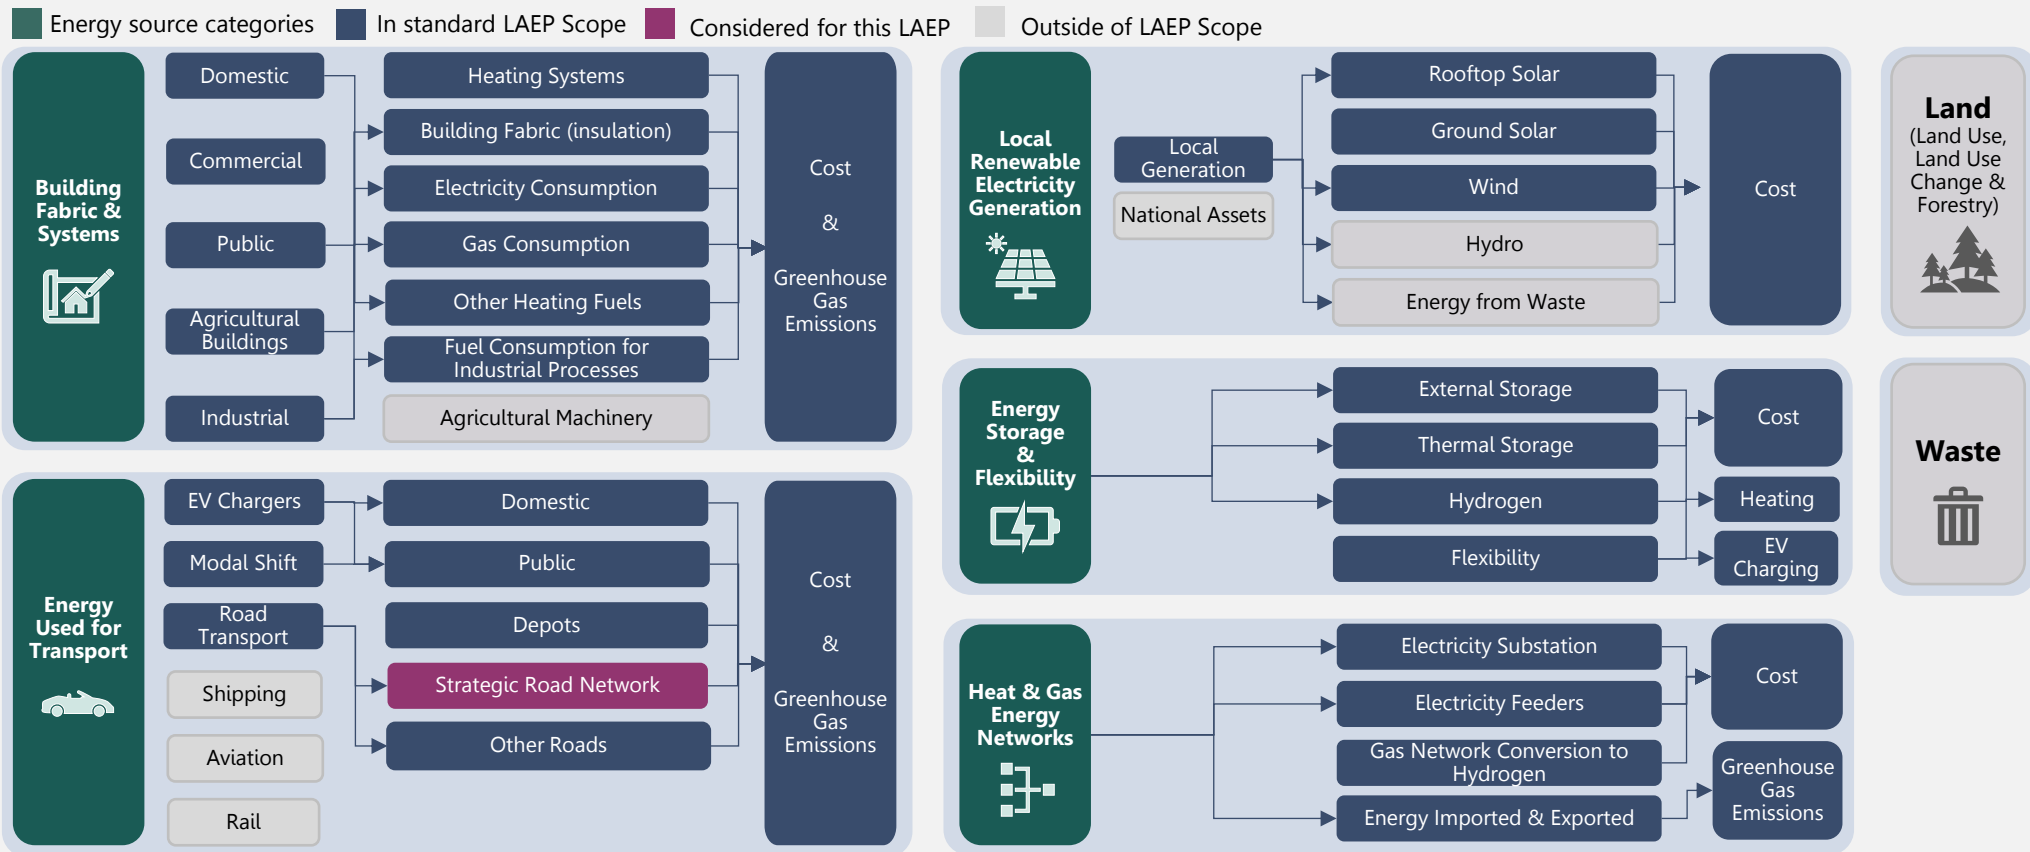 Energy source categories
In standard LAEP Scope
Considered for this LAEP
Outside of LAEP Scope
Building
Fabric &
Systems
Domestic
Commercial
Public
Agricultural
Buildings
Industrial
Heating Systems
Building Fabric (insulation)
Electricity Consumption
Gas Consumption
Other Heating Fuels
Fuel Consumption for
Industrial Processes
Agricultural Machinery
Cost
&
Greenhouse
Gas
Emissions
Energy
Used for
Transport
EV Chargers
Modal Shift
Road
Transport
Shipping
Aviation
Rail
Domestic
Public
Depots
Strategic Road Network
Other Roads
Cost
&
Greenhouse
Gas
Emissions
Local
Renewable
Electricity
Generation
Local
Generation
National Assets
Rooftop Solar
Ground Solar
Wind
Hydro
Energy from Waste
Cost
Energy
Storage
&
Flexibility
External Storage
Thermal Storage
Hydrogen
Flexibility
Cost
Heating
EV
Charging
Heat & Gas
Energy
Networks
Electricity Substation
Electricity Feeders
Gas Network Conversion to
Hydrogen
Energy Imported & Exported
Cost
Greenhouse
Gas
Emissions
Land
(Land Use,
Land Use
Change &
Forestry)
Waste